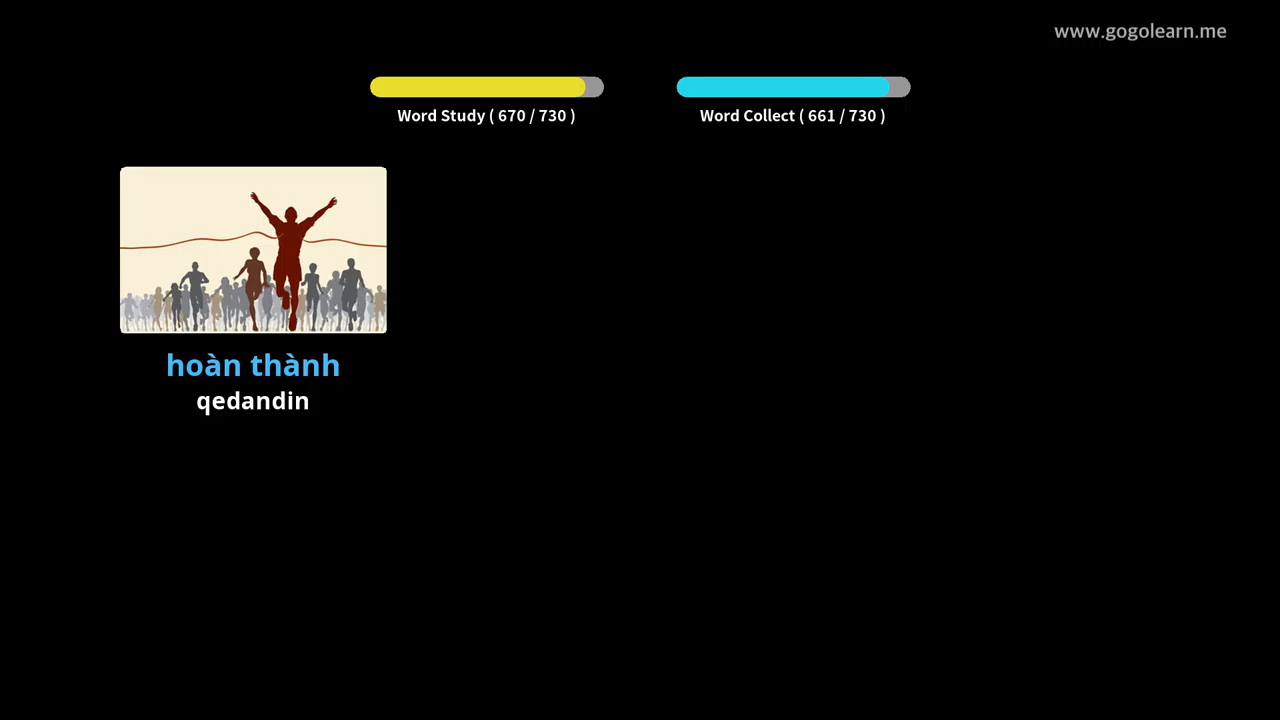 www.gogolearn.me
Word Study ( 670 / 730 )
Word Collect ( 661 / 730 )
hoàn thành
qedandin